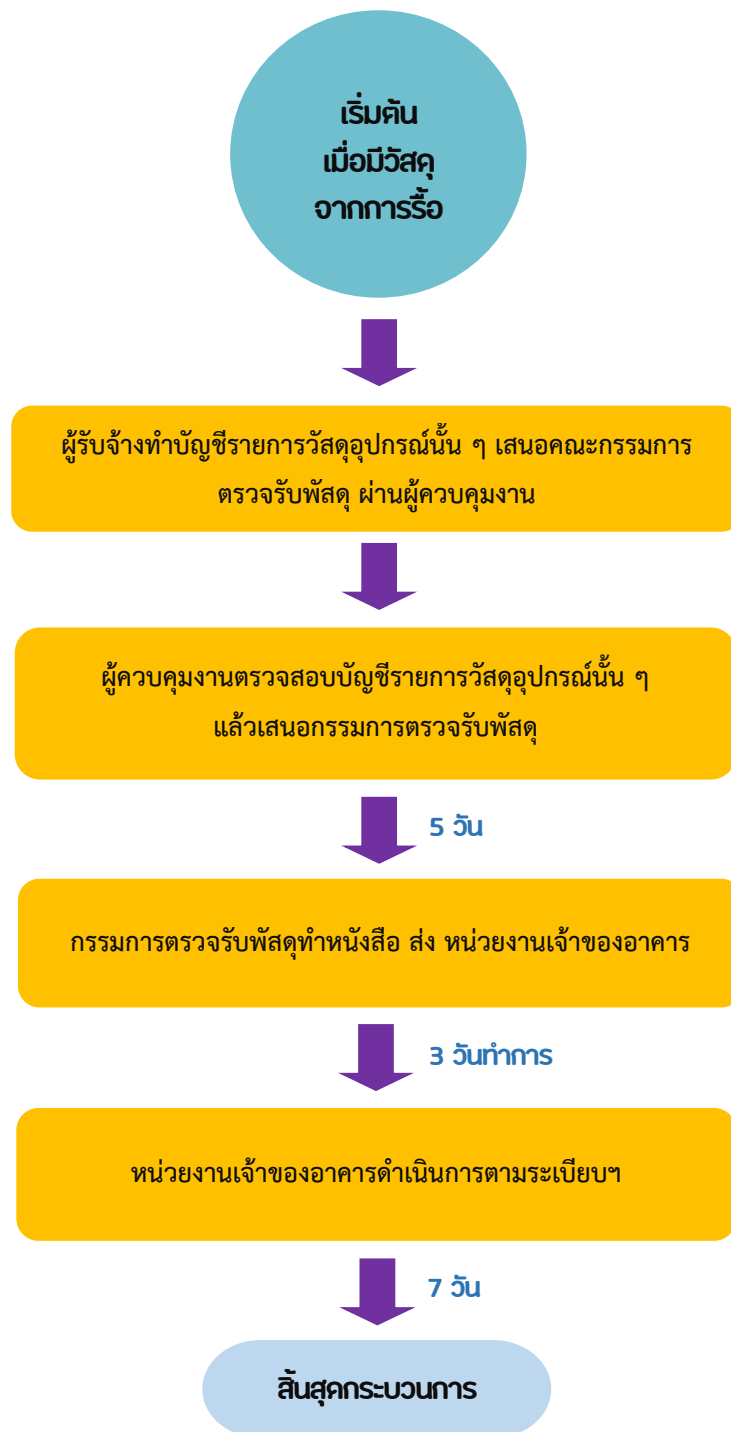 เริ่มต้น
เมื่อมีวัสดุ
จากการรื้อ
ผู้รับจ้างทำบัญชีรายการวัสดุอุปกรณ์นั้น ๆ เสนอคณะกรรมการ
ตรวจรับพัสดุ ผ่านผู้ควบคุมงาน
ผู้ควบคุมงานตรวจสอบบัญชีรายการวัสดุอุปกรณ์นั้น ๆ
แล้วเสนอกรรมการตรวจรับพัสดุ
5 วัน
กรรมการตรวจรับพัสดุทำหนังสือ ส่ง หน่วยงานเจ้าของอาคาร
3 วันทำการ
หน่วยงานเจ้าของอาคารดำเนินการตามระเบียบฯ
7 วัน
สิ้นสุดกระบวนการ